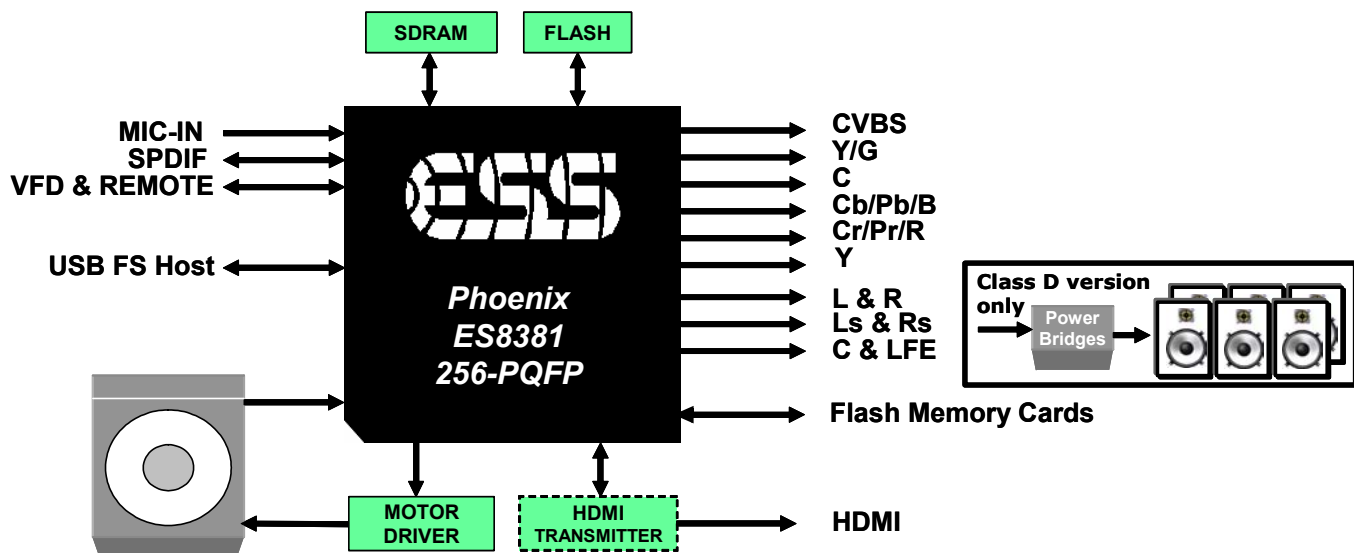 SDRAM
FLASH
MIC-IN
SPDIF
VFD & REMOTE
USB FS Host
ESS
Phoenix
ES8381
256-PQFP
CVBS
Y/G
C
Cb/Pb/B
Cr/Pr/R
Y
L & R
Ls & Rs
C & LFE
Class D version
only
Power
Bridges
Flash Memory Cards
MOTOR
DRIVER
HDMI
TRANSMITTER
HDMI